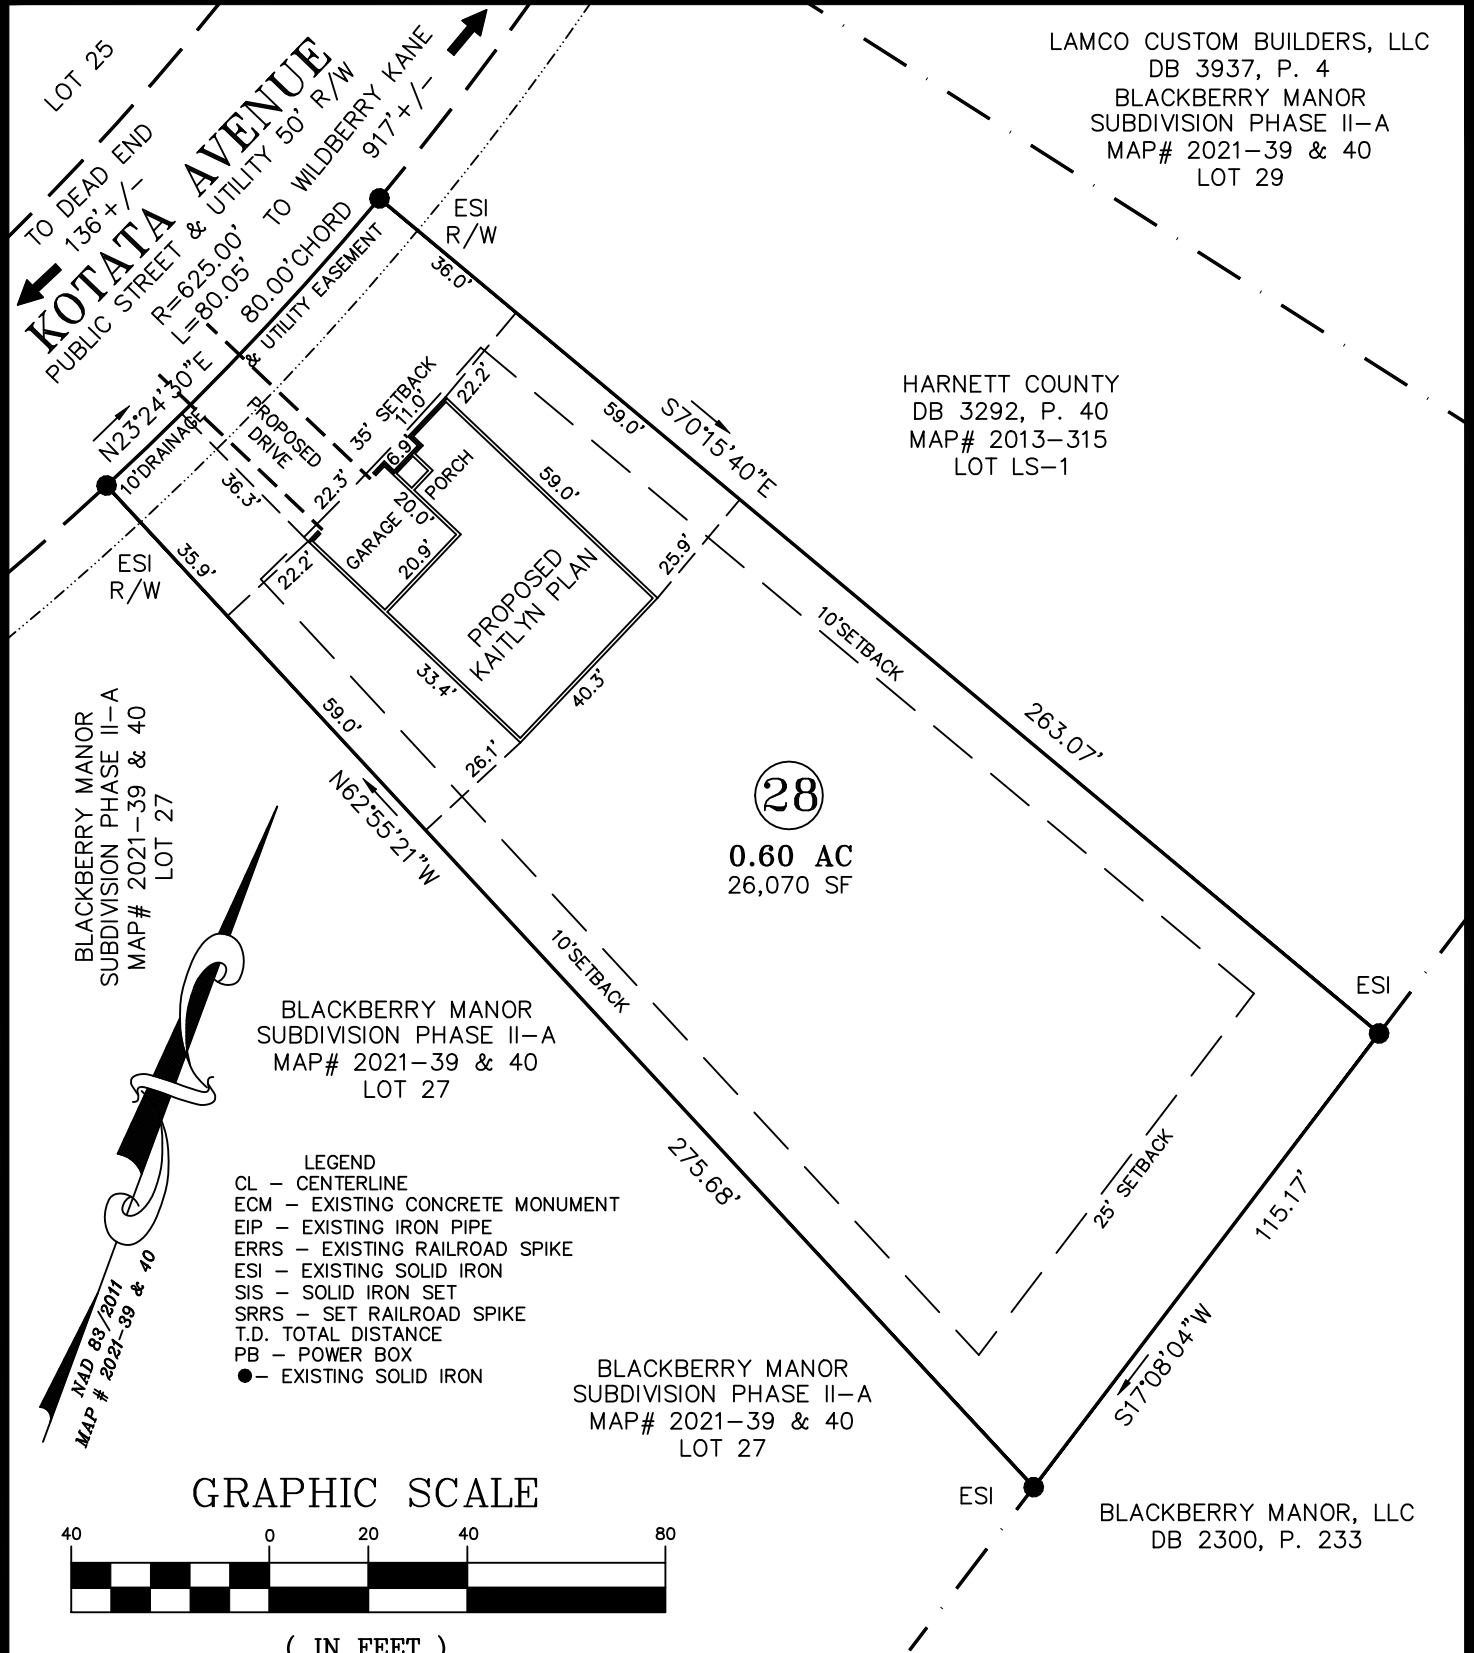 LOT 25
TO DEAD END
136'+/-
KOTATA AVENUE
PUBLIC STREET & UTILITY 50' R/W
R=625.00'
L=80.05'
TO WILDBERRY KANE
917'+/-
80.00'CHORD
N23°24'30"E
10'DRAINAGE
& UTILITY EASEMENT
ESI
R/W
LAMCO CUSTOM BUILDERS, LLC
DB 3937, P. 4
BLACKBERRY MANOR
SUBDIVISION PHASE II-A
MAP# 2021-39 & 40
LOT 29
HARNETT COUNTY
DB 3292, P. 40
MAP# 2013-315
LOT LS-1
36.0'
59.0'
S70°15'40"E
263.07'
35' SETBACK
11.0'
22.2'
6.9'
PROPOSED
DRIVE
36.3'
22.3'
PORCH
20.0'
GARAGE
20.9'
59.0'
25.9'
PROPOSED
KAITLYN PLAN
22.2'
33.4'
40.3'
26.1'
ESI
R/W
35.9'
59.0'
N62°55'21"W
275.68'
10'SETBACK
10'SETBACK
28
0.60 AC
26,070 SF
BLACKBERRY MANOR
SUBDIVISION PHASE II-A
MAP# 2021-39 & 40
LOT 27
BLACKBERRY MANOR
SUBDIVISION PHASE II-A
MAP# 2021-39 & 40
LOT 27
ESI
25' SETBACK
115.17'
S17°08'04"W
LEGEND
CL - CENTERLINE
ECM - EXISTING CONCRETE MONUMENT
EIP - EXISTING IRON PIPE
ERRS - EXISTING RAILROAD SPIKE
ESI - EXISTING SOLID IRON
SIS - SOLID IRON SET
SRRS - SET RAILROAD SPIKE
T.D. TOTAL DISTANCE
PB - POWER BOX
●- EXISTING SOLID IRON
NAD 83/2011
MAP # 2021-39 & 40
BLACKBERRY MANOR
SUBDIVISION PHASE II-A
MAP# 2021-39 & 40
LOT 27
ESI
BLACKBERRY MANOR, LLC
DB 2300, P. 233
GRAPHIC SCALE
40 0 20 40 80
( IN FEET )